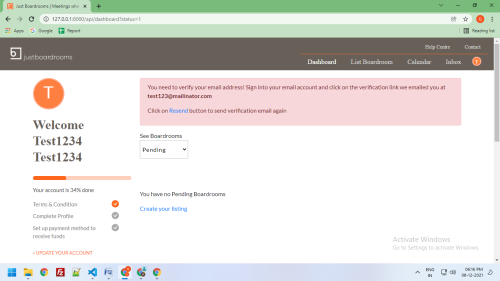 Just Boardrooms | Meetings whe
127.0.0.1:8000/api/dashboard?status=1
Apps
Google
Report
Reading list
justboardrooms
Help Centre
Contact
Dashboard
List Boardrooms
Calendar
Inbox
T
T
Welcome
Test1234
Test1234
Your account is 34% done
Terms & Condition
Complete Profile
Set up payment method to
receive funds
UPDATE YOUR ACCOUNT
You need to verify your email address! Sign into your email account and click on the verification link we emailed you at
test123@mailinator.com
Click on Resend button to send verification email again
See Boardrooms
Pending
You have no Pending Boardrooms
Create your listing
Activate Windows
Go to Settings to activate Windows.
ENG
IN
06:16 PM
08-12-2021